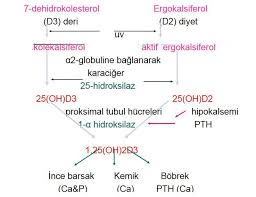 7-dehidrokolesterol Ergokalsiferol
(D3) deri (D2) diyet
uv
kolekalsiferol aktif ergokalsiferol
α2-globuline bağlanarak
karaciğer
25-hidroksilaz
25(OH)D3 25(OH)D2
proksimal tubul hücreleri hipokalsemi
1-α hidroksilaz PTH
1,25(OH)2D3
İnce barsak Kemik Böbrek
(Ca&P) (Ca) PTH (Ca)